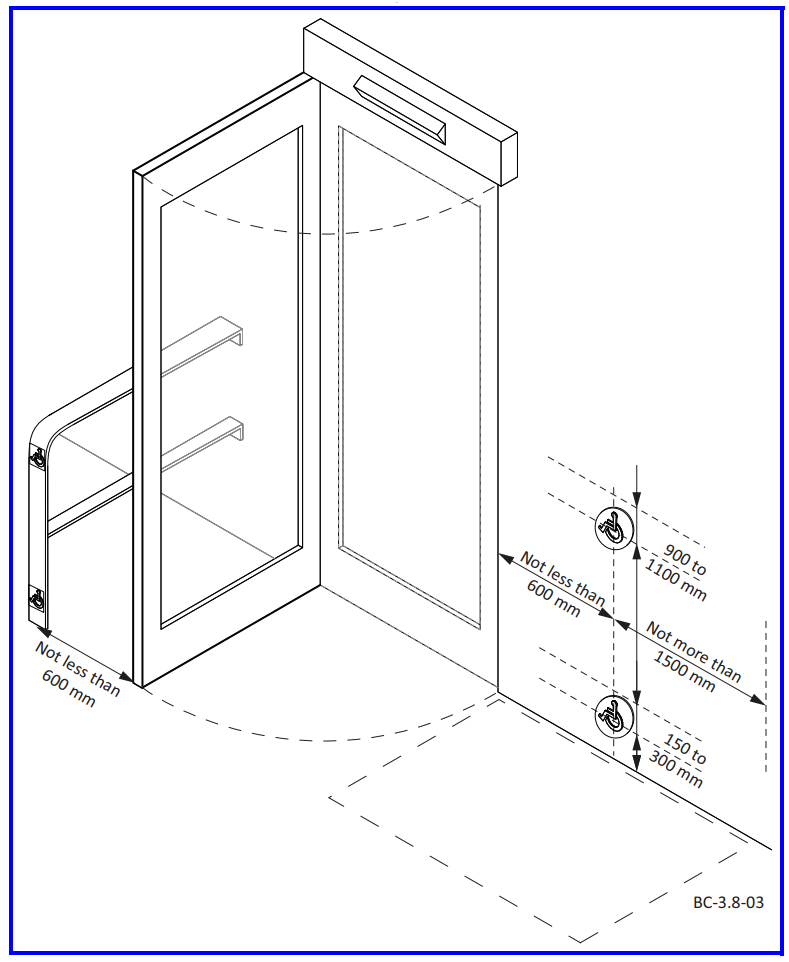 900 to
1100 mm
Not less than
600 mm
Not more than
1500 mm
Not less than
600 mm
150 to
300 mm
BC-3.8-03